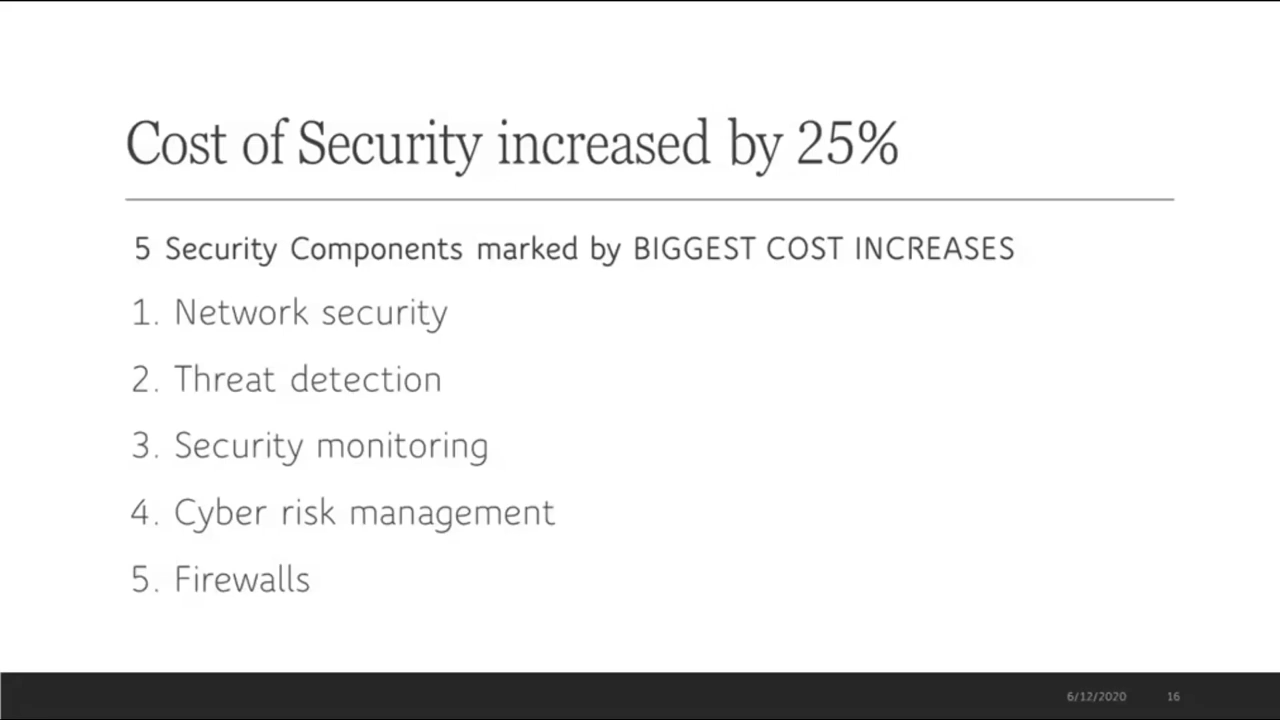 Cost of Security increased by 25%
5 Security Components marked by BIGGEST COST INCREASES
1. Network security
2. Threat detection
3. Security monitoring
4. Cyber risk management
5. Firewalls
6/12/2020 16